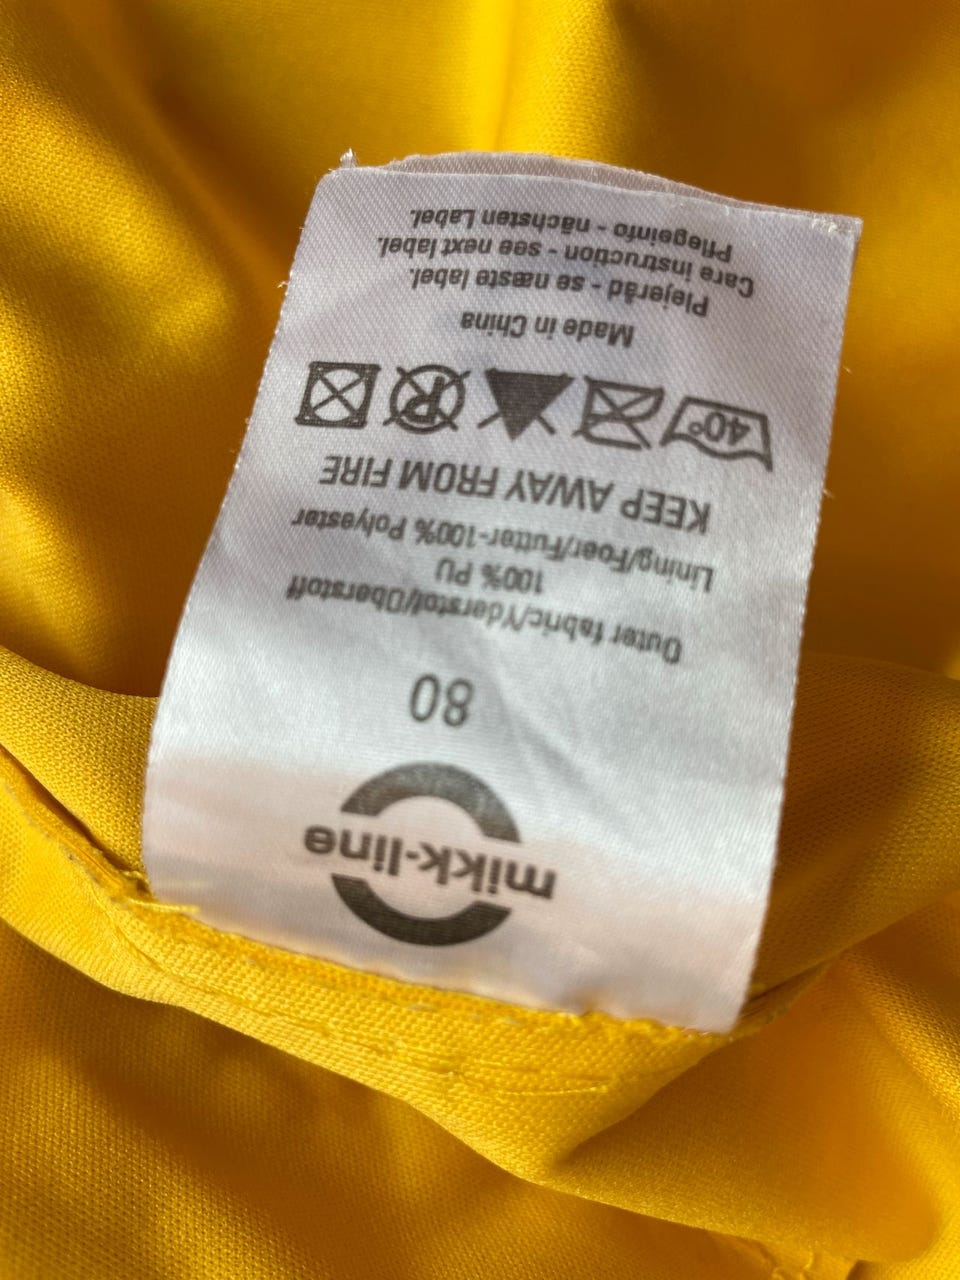 mikk-line
80
Outer fabric/Yderstof/Oberstoff
100% PU
Lining/Foer/Futter-100% Polyester
KEEP AWAY FROM FIRE
40°
P
Made in China
Plejeråd - se næste label.
Care instruction - see next label.
Pflegeinfo - nächsten Label.